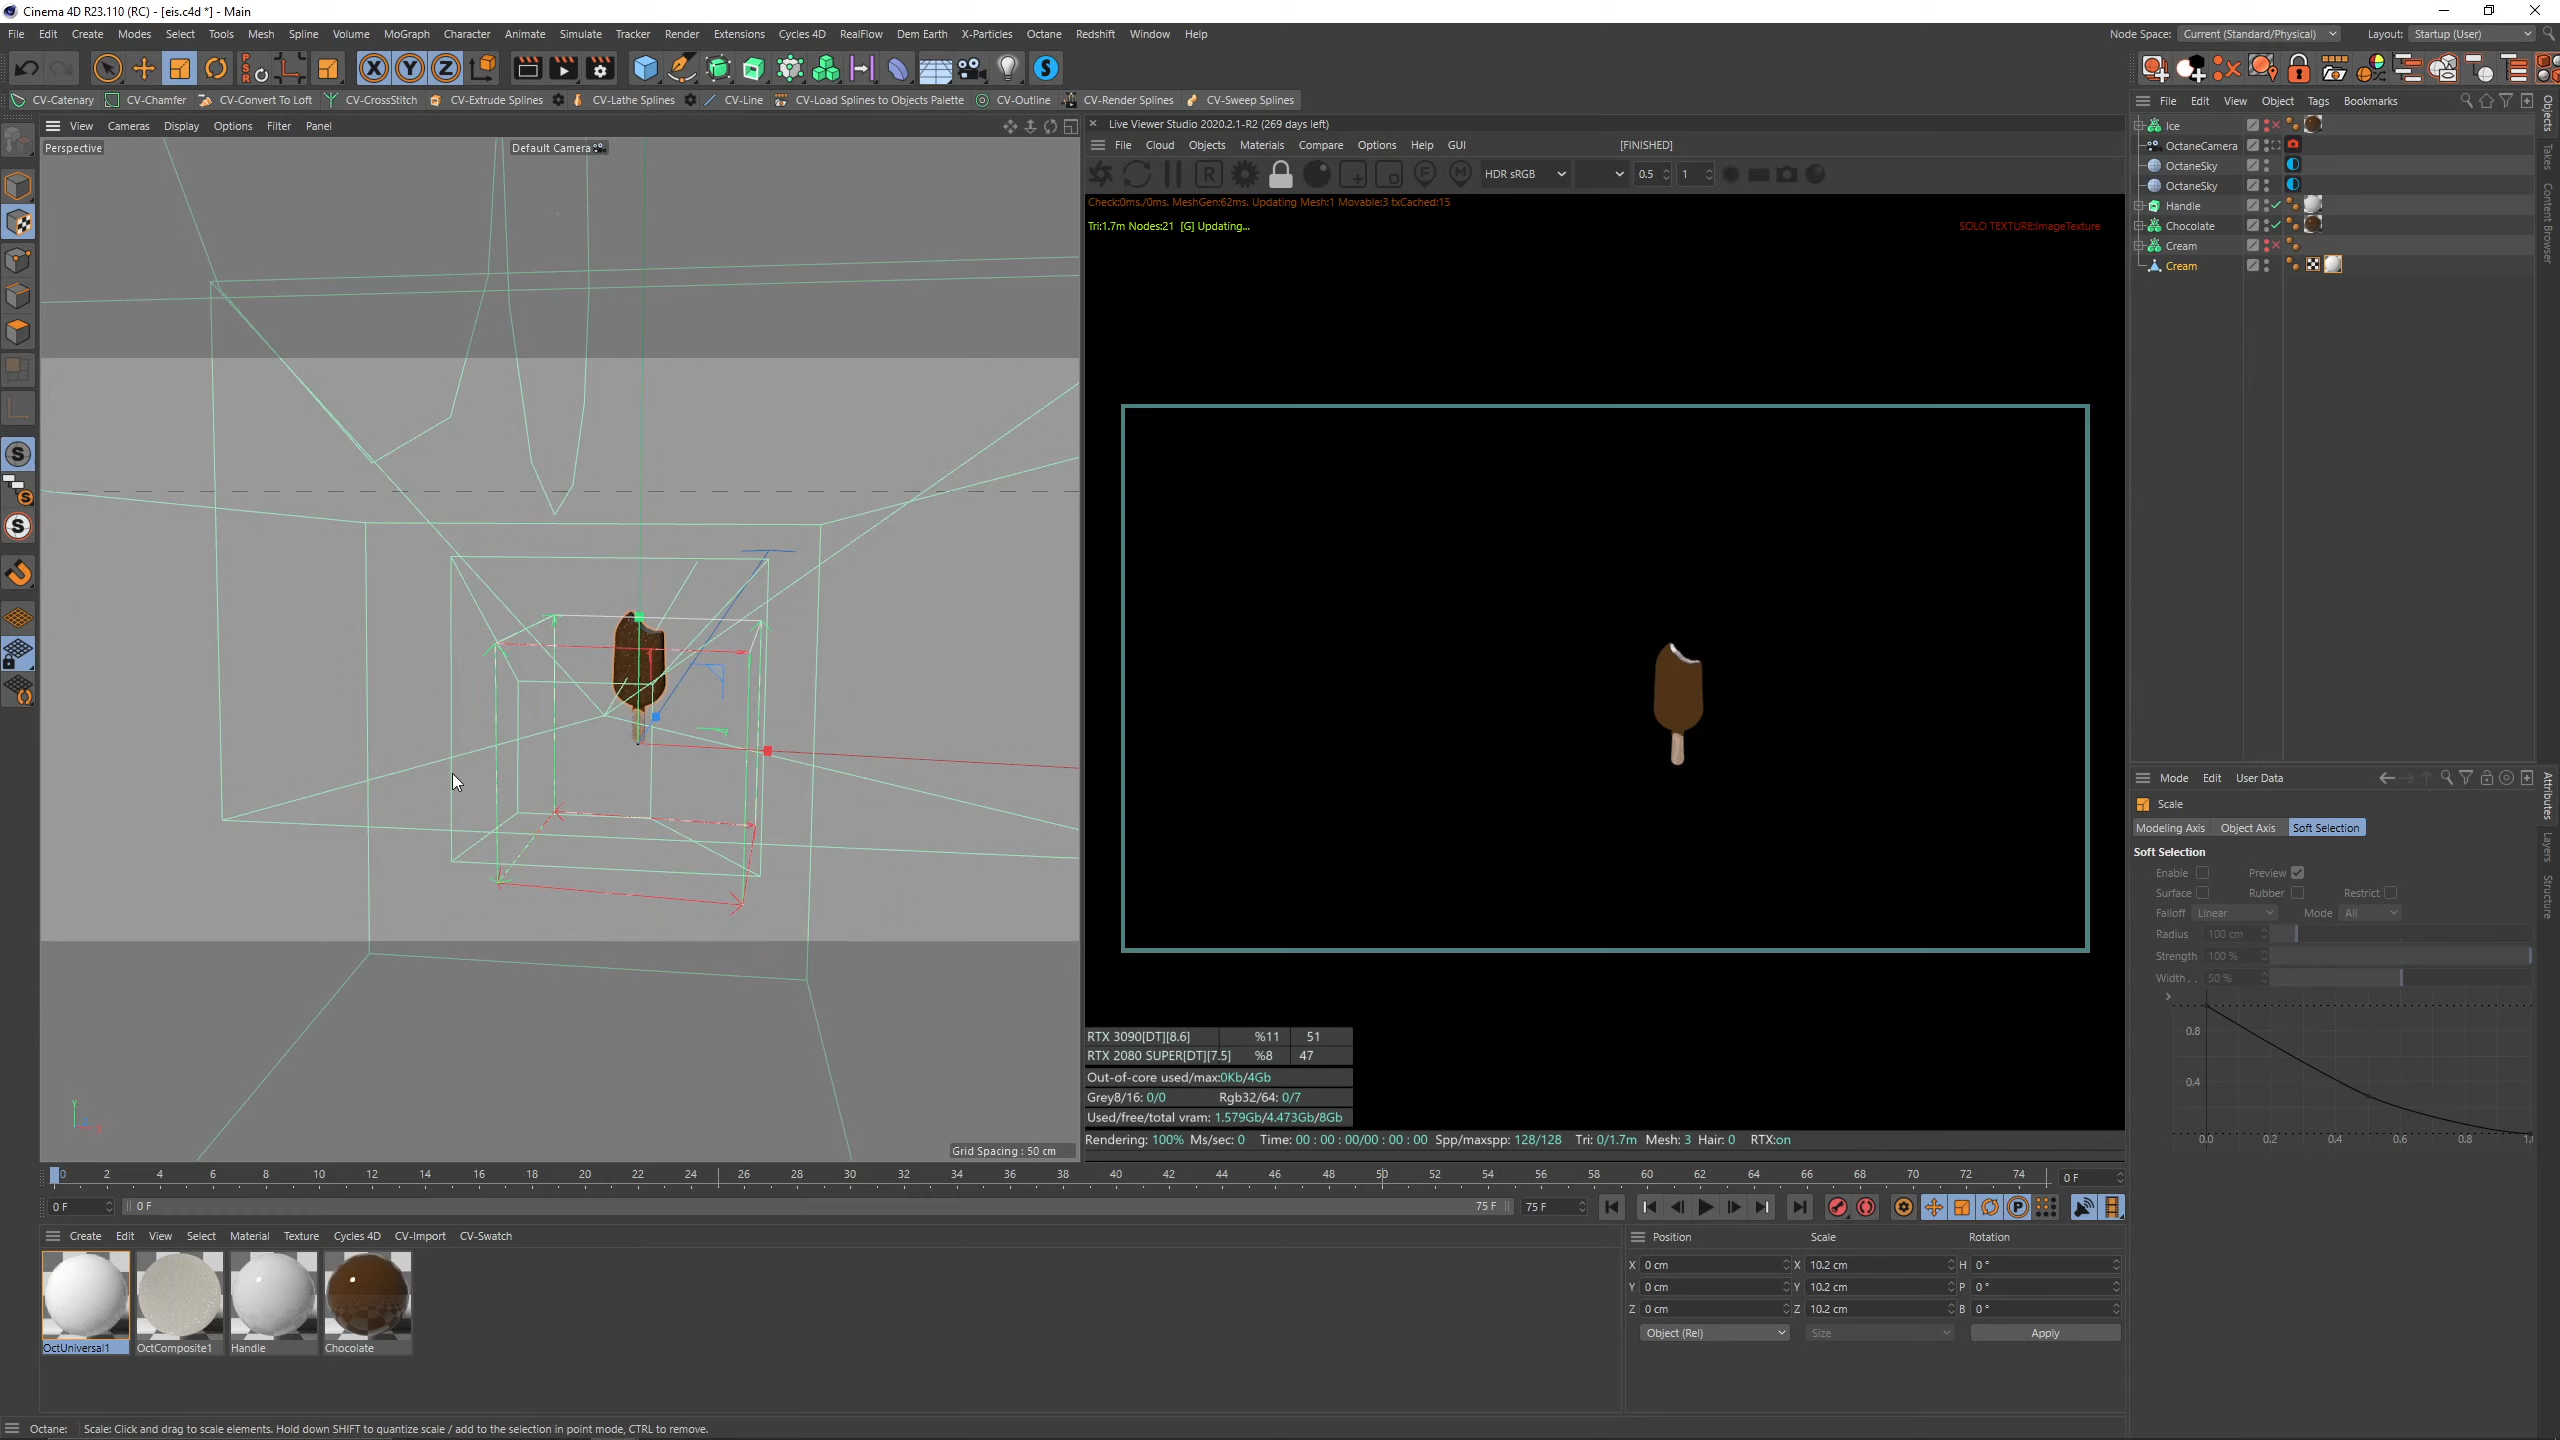 Cinema 4D R23.110 (RC) - [eis.c4d *] - Main
File Edit Create Modes Select Tools Mesh Spline Volume MoGraph Character Animate Simulate Tracker Render Extensions Cycles 4D RealFlow Dem Earth X-Particles Octane Redshift Window Help Node Space: Current (Standard/Physical) Layout: Startup (User)
PSR X Y Z S
CV-Catenary CV-Chamfer CV-Convert To Loft CV-CrossStitch CV-Extrude Splines CV-Lathe Splines CV-Line CV-Load Splines to Objects Palette CV-Outline CV-Render Splines CV-Sweep Splines
File Edit View Object Tags Bookmarks
View Cameras Display Options Filter Panel
Perspective
Default Camera
Live Viewer Studio 2020.2.1-R2 (269 days left)
File Cloud Objects Materials Compare Options Help GUI [FINISHED]
R F M HDR sRGB 0.5 1
Check:0ms./0ms. MeshGen:62ms. Updating Mesh:1 Movable:3 txCached:15
Tri:1.7m Nodes:21 [G] Updating...
SOLO TEXTURE:ImageTexture
Ice
OctaneCamera
OctaneSky
OctaneSky
Handle
Chocolate
Cream
Cream
Objects
Takes
Content Browser
Attributes
Layers
Structure
Mode Edit User Data
Scale
Modeling Axis Object Axis Soft Selection
Soft Selection
Enable Preview
Surface Rubber Restrict
Falloff Linear Mode All
Radius 100 cm
Strength 100 %
Width . . 50 %
0.8
0.4
0.0 0.2 0.4 0.6 0.8
Y
X
Grid Spacing : 50 cm
RTX 3090[DT][8.6] %11 51
RTX 2080 SUPER[DT][7.5] %8 47
Out-of-core used/max:0Kb/4Gb
Grey8/16: 0/0 Rgb32/64: 0/7
Used/free/total vram: 1.579Gb/4.473Gb/8Gb
Rendering: 100% Ms/sec: 0 Time: 00 : 00 : 00/00 : 00 : 00 Spp/maxspp: 128/128 Tri: 0/1.7m Mesh: 3 Hair: 0 RTX:on
0 2 4 6 8 10 12 14 16 18 20 22 24 26 28 30 32 34 36 38 40 42 44 46 48 50 52 54 56 58 60 62 64 66 68 70 72 74 0 F
0 F 0 F 75 F 75 F P
Create Edit View Select Material Texture Cycles 4D CV-Import CV-Swatch
OctUniversal1 OctComposite1 Handle Chocolate
Position Scale Rotation
X 0 cm X 10.2 cm H 0 °
Y 0 cm Y 10.2 cm P 0 °
Z 0 cm Z 10.2 cm B 0 °
Object (Rel) Size Apply
Octane: Scale: Click and drag to scale elements. Hold down SHIFT to quantize scale / add to the selection in point mode, CTRL to remove.